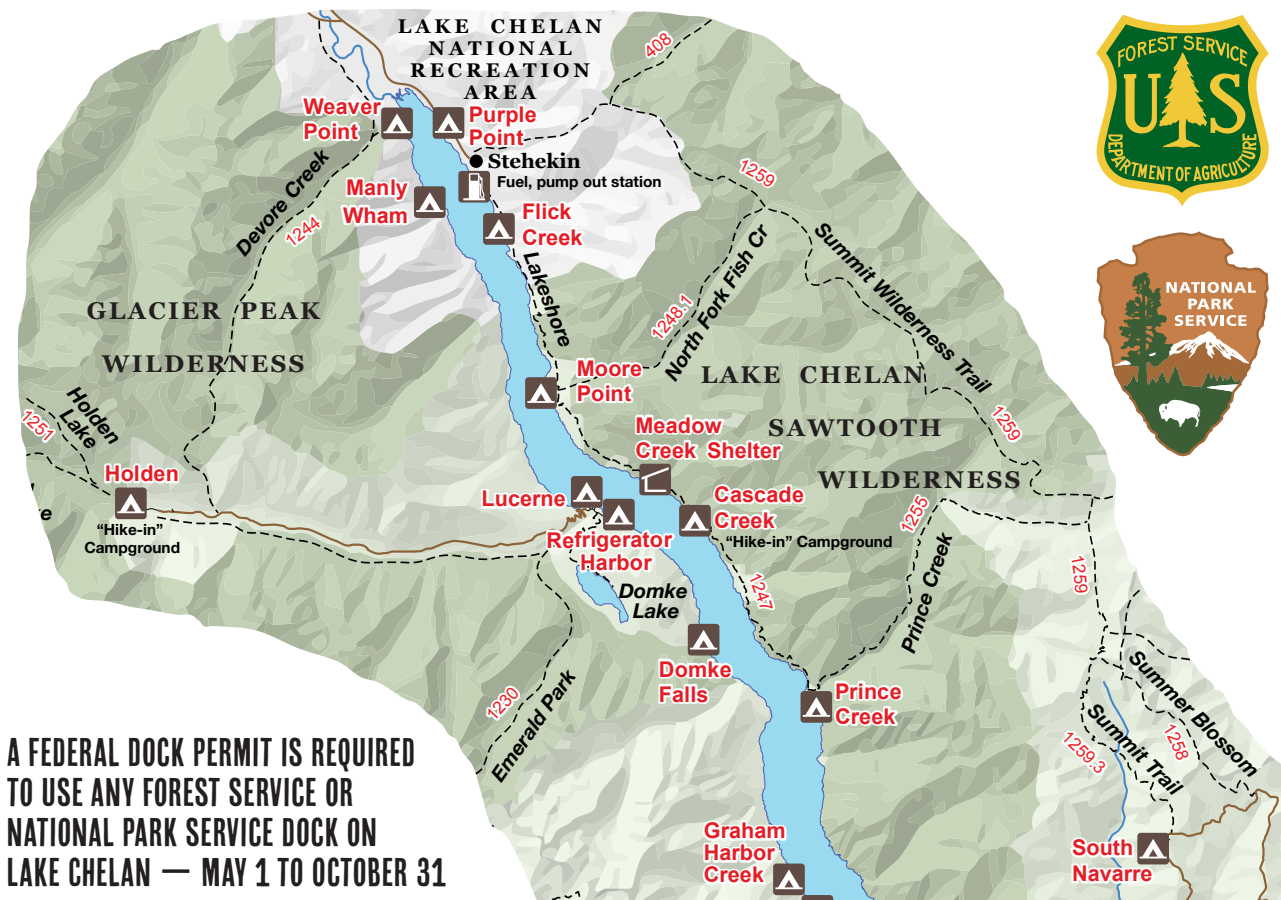 LAKE CHELAN
NATIONAL
RECREATION
AREA
408
FOREST SERVICE
U S
DEPARTMENT OF AGRICULTURE
Weaver
Point
Purple
Point
Stehekin
Fuel, pump out station
1259
Devore Creek
1244
Manly
Wham
Flick
Creek
Lakeshore
North Fork Fish Cr
1248.1
Summit Wilderness Trail
NATIONAL
PARK
SERVICE
GLACIER PEAK
WILDERNESS
Moore
Point
LAKE CHELAN
SAWTOOTH
WILDERNESS
1259
Holden
Lake
1251
Meadow
Creek Shelter
Holden
"Hike-in"
Campground
ke
Lucerne
Refrigerator
Harbor
Cascade
Creek
"Hike-in" Campground
1255
Prince Creek
1259
1247
Domke
Lake
Domke
Falls
1230
Emerald Park
Prince
Creek
Summer Blossom
1258
Summit Trail
1259.3
A FEDERAL DOCK PERMIT IS REQUIRED
TO USE ANY FOREST SERVICE OR
NATIONAL PARK SERVICE DOCK ON
LAKE CHELAN — MAY 1 TO OCTOBER 31
Graham
Harbor
Creek
South
Navarre